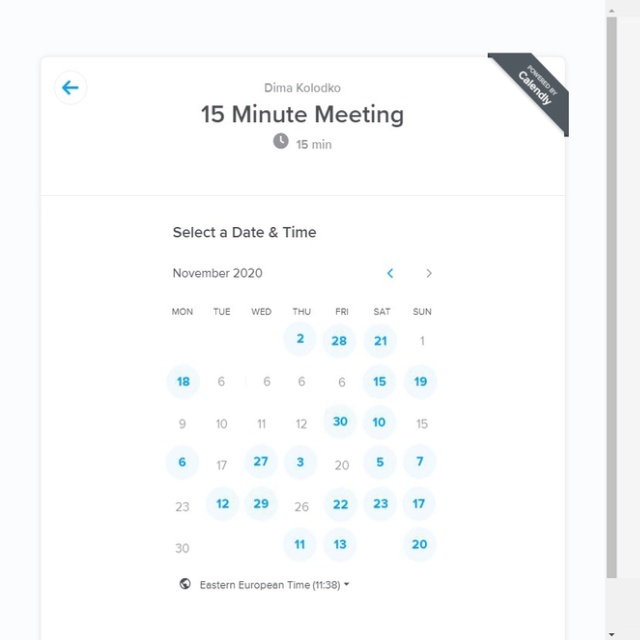 POWERED BY
Calendly
Dima Kolodko
15 Minute Meeting
15 min
Select a Date & Time
November 2020
MON TUE WED THU FRI SAT SUN
2 28 21 1
18 6 6 6 6 15 19
9 10 11 12 30 10 15
6 17 27 3 20 5 7
23 12 29 26 22 23 17
30 11 13 20
Eastern European Time (11:38)